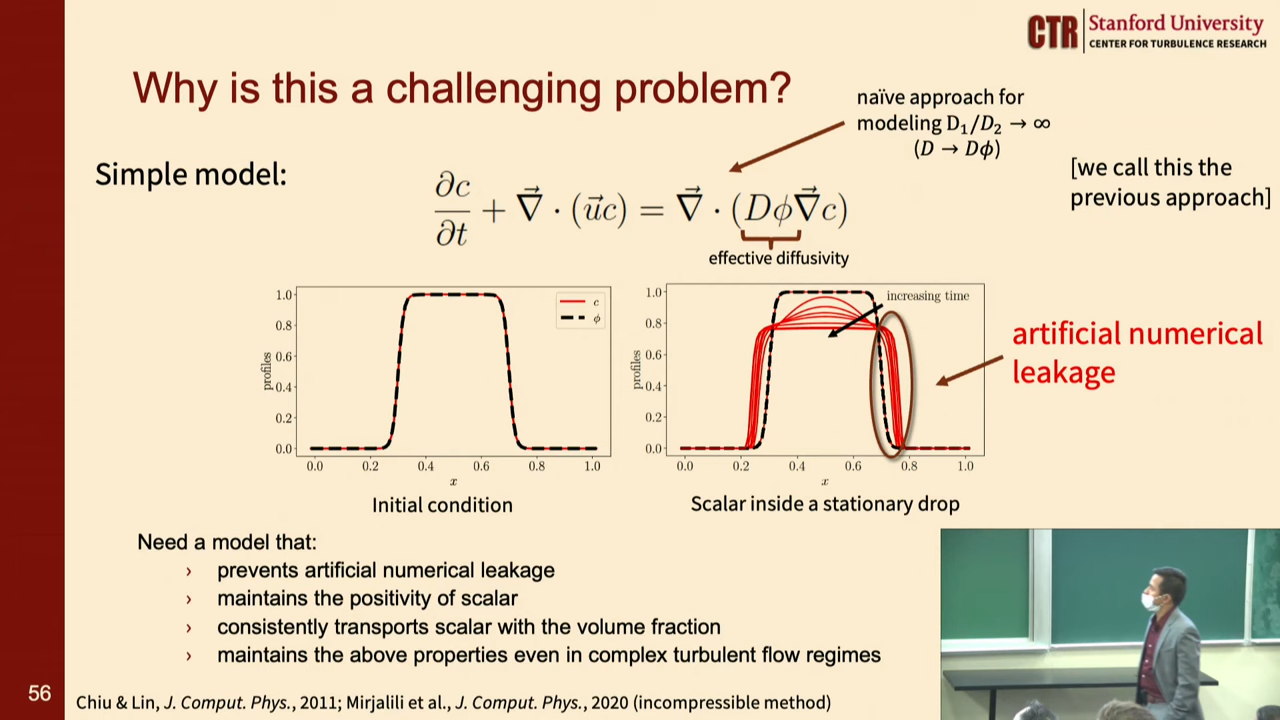 CTR Stanford University
CENTER FOR TURBULENCE RESEARCH
Why is this a challenging problem?
naïve approach for
modeling D₁/D₂ → ∞
(D → Dϕ)
[we call this the
previous approach]
Simple model:
∂c/∂t + ∇⃗ · (u⃗c) = ∇⃗ · (Dϕ∇⃗c)
effective diffusivity
1.0
0.8
0.6
0.4
0.2
0.0
profiles
c
ϕ
0.0 0.2 0.4 0.6 0.8 1.0
x
Initial condition
1.0
0.8
0.6
0.4
0.2
0.0
profiles
increasing time
0.0 0.2 0.4 0.6 0.8 1.0
x
Scalar inside a stationary drop
artificial numerical
leakage
Need a model that:
› prevents artificial numerical leakage
› maintains the positivity of scalar
› consistently transports scalar with the volume fraction
› maintains the above properties even in complex turbulent flow regimes
56
Chiu & Lin, J. Comput. Phys., 2011; Mirjalili et al., J. Comput. Phys., 2020 (incompressible method)